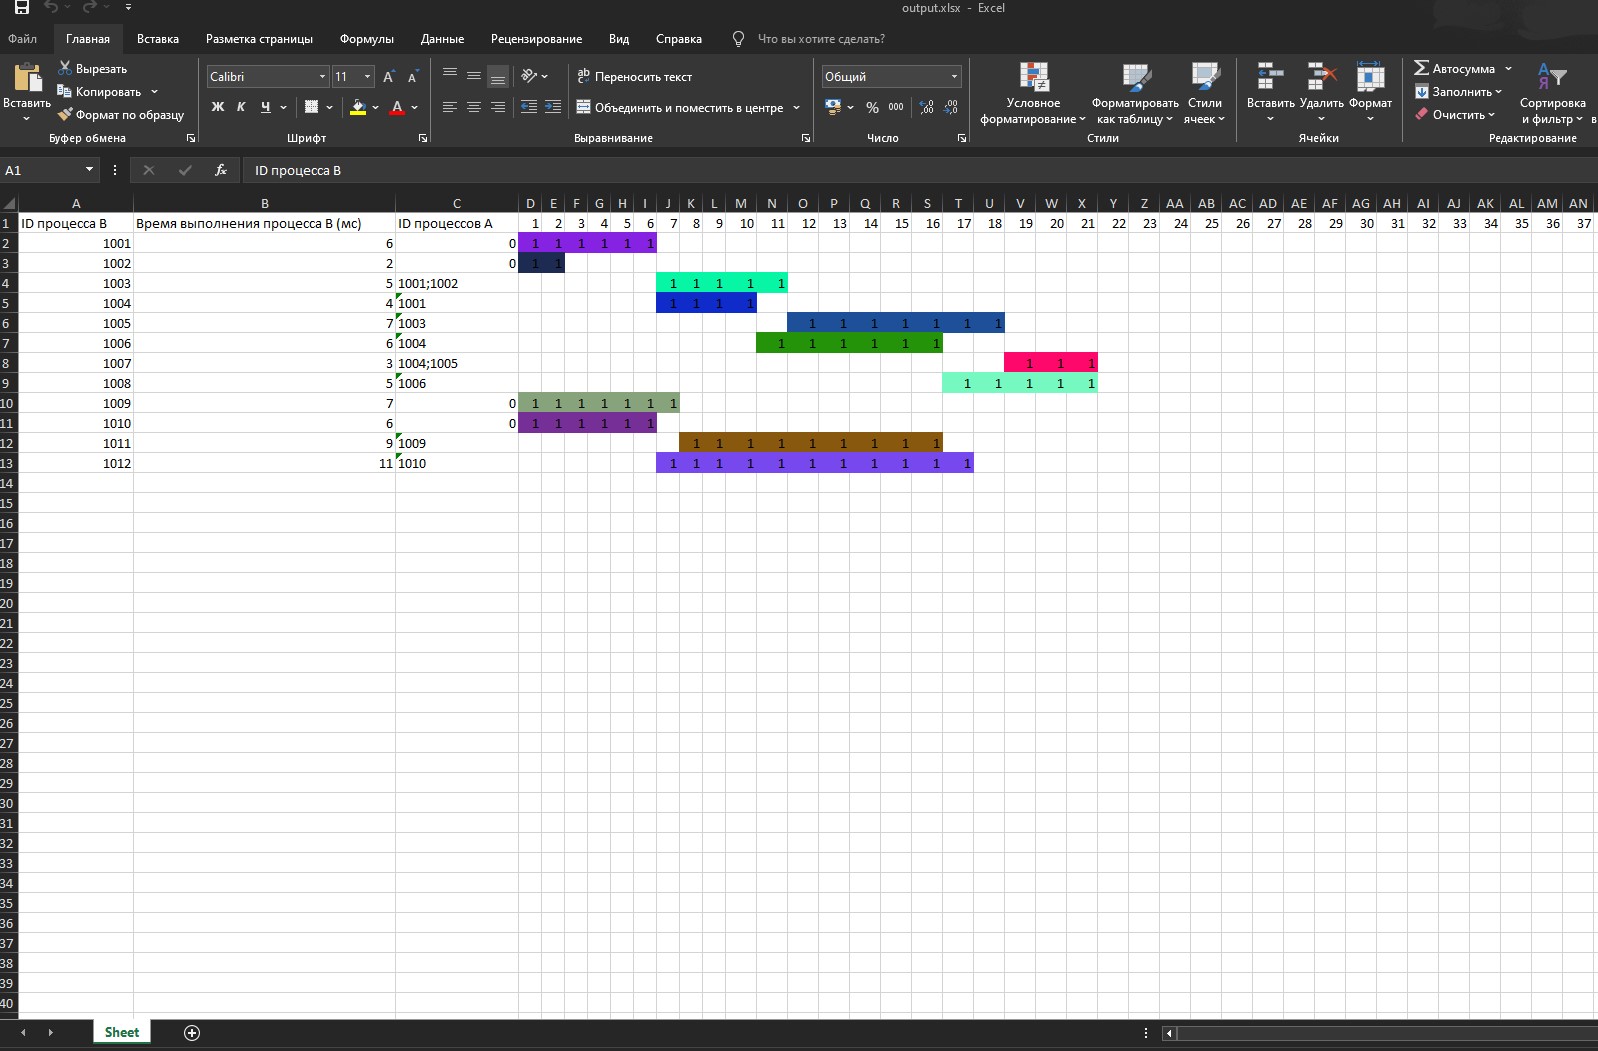 output.xlsx - Excel
Файл Главная Вставка Разметка страницы Формулы Данные Рецензирование Вид Справка Что вы хотите сделать?
Вставить
Вырезать
Копировать
Формат по образцу
Буфер обмена
Calibri 11
Ж К Ч
Шрифт
Переносить текст
Объединить и поместить в центре
Выравнивание
Общий
% 000
Число
Условное форматирование
Форматировать как таблицу
Стили ячеек
Стили
Вставить Удалить Формат
Ячейки
Автосумма
Заполнить
Очистить
Сортировка и фильтр
Редактирование
A1 fx ID процесса B
A B C D E F G H I J K L M N O P Q R S T U V W X Y Z AA AB AC AD AE AF AG AH AI AJ AK AL AM AN
1 ID процесса B Время выполнения процесса B (мс) ID процессов A 1 2 3 4 5 6 7 8 9 10 11 12 13 14 15 16 17 18 19 20 21 22 23 24 25 26 27 28 29 30 31 32 33 34 35 36 37
2 1001 6 0 1 1 1 1 1 1
3 1002 2 0 1 1
4 1003 5 1001;1002 1 1 1 1 1
5 1004 4 1001 1 1 1 1
6 1005 7 1003 1 1 1 1 1 1 1
7 1006 6 1004 1 1 1 1 1 1
8 1007 3 1004;1005 1 1 1
9 1008 5 1006 1 1 1 1 1
10 1009 7 0 1 1 1 1 1 1 1
11 1010 6 0 1 1 1 1 1 1
12 1011 9 1009 1 1 1 1 1 1 1 1 1
13 1012 11 1010 1 1 1 1 1 1 1 1 1 1 1
14
15
16
17
18
19
20
21
22
23
24
25
26
27
28
29
30
31
32
33
34
35
36
37
38
39
40
Sheet